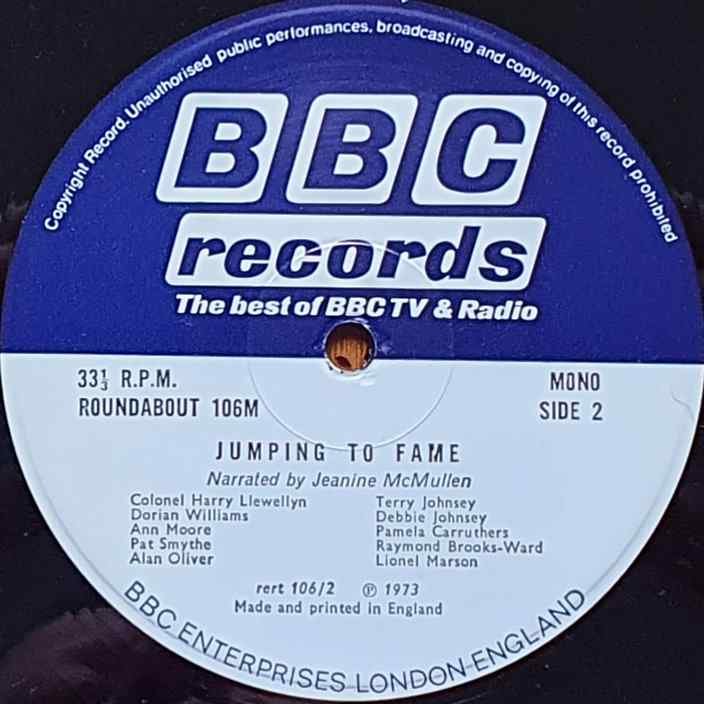 Copyright Record. Unauthorised public performances, broadcasting and copying of this record prohibited
BBC
records
The best of BBC TV & Radio
33⅓ R.P.M.
MONO
ROUNDABOUT 106M
SIDE 2
JUMPING TO FAME
Narrated by Jeanine McMullen
Colonel Harry Llewellyn
Dorian Williams
Ann Moore
Pat Smythe
Alan Oliver
Terry Johnsey
Debbie Johnsey
Pamela Carruthers
Raymond Brooks-Ward
Lionel Marson
rert 106/2 ℗ 1973
Made and printed in England
BBC ENTERPRISES LONDON ENGLAND